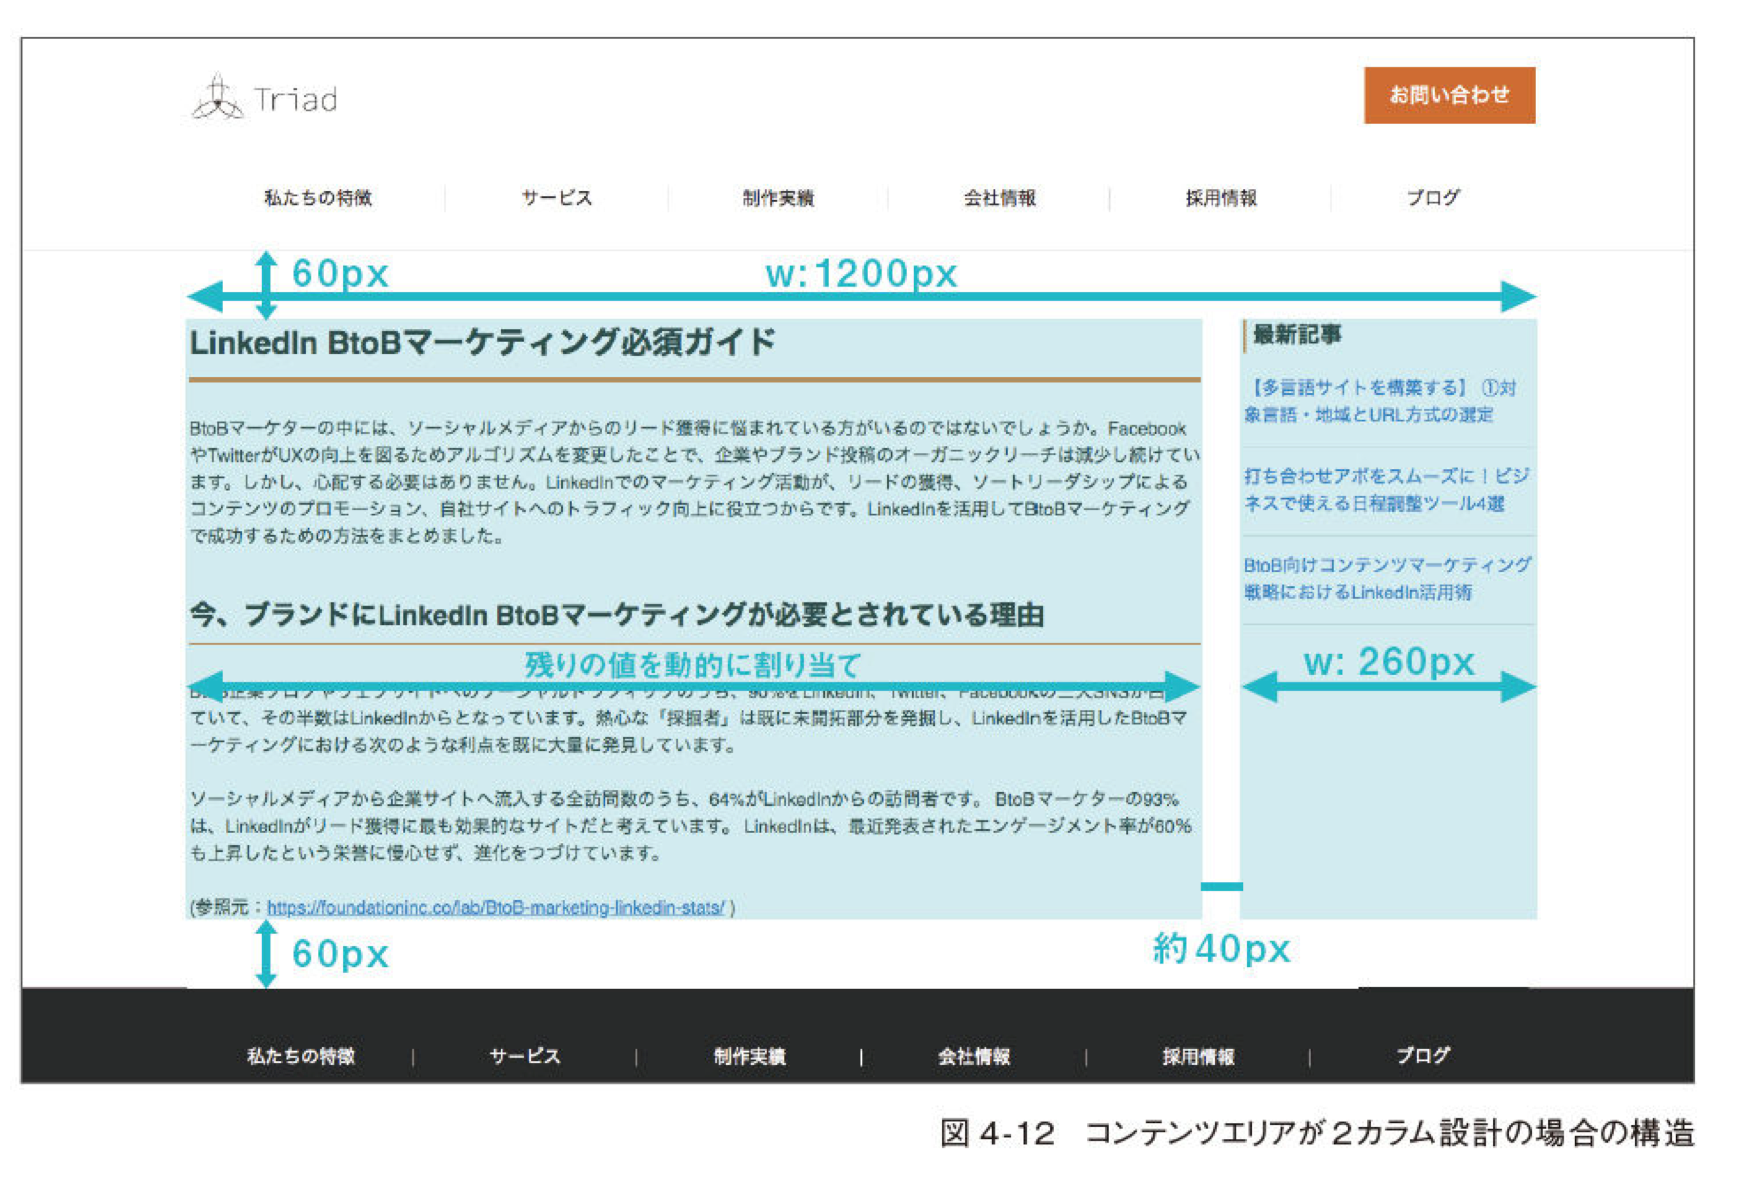 Triad
お問い合わせ
私たちの特徴
サービス
制作実績
会社情報
採用情報
ブログ
60px
w:1200px
LinkedIn BtoBマーケティング必須ガイド
BtoBマーケターの中には、ソーシャルメディアからのリード獲得に悩まれている方がいるのではないでしょうか。Facebook
やTwitterがUXの向上を図るためアルゴリズムを変更したことで、企業やブランド投稿のオーガニックリーチは減少し続けてい
ます。しかし、心配する必要はありません。LinkedInでのマーケティング活動が、リードの獲得、ソートリーダシップによる
コンテンツのプロモーション、自社サイトへのトラフィック向上に役立つからです。LinkedInを活用してBtoBマーケティング
で成功するための方法をまとめました。
今、ブランドにLinkedIn BtoBマーケティングが必要とされている理由
残りの値を動的に割り当て
ていて、その半数はLinkedInからとなっています。熱心な「採掘者」は既に未開拓部分を発掘し、LinkedInを活用したBtoBマ
ーケティングにおける次のような利点を既に大量に発見しています。
ソーシャルメディアから企業サイトへ流入する全訪問数のうち、64%がLinkedInからの訪問者です。 BtoBマーケターの93%
は、LinkedInがリード獲得に最も効果的なサイトだと考えています。 LinkedInは、最近発表されたエンゲージメント率が60%
も上昇したという栄誉に慢心せず、進化をつづけています。
(参照元：https://foundationinc.co/lab/BtoB-marketing-linkedin-stats/ )
最新記事
【多言語サイトを構築する】 ①対
象言語・地域とURL方式の選定
打ち合わせアポをスムーズに！ビジ
ネスで使える日程調整ツール4選
BtoB向けコンテンツマーケティング
戦略におけるLinkedIn活用術
w: 260px
60px
約40px
私たちの特徴
サービス
制作実績
会社情報
採用情報
ブログ
図 4-12 コンテンツエリアが2カラム設計の場合の構造